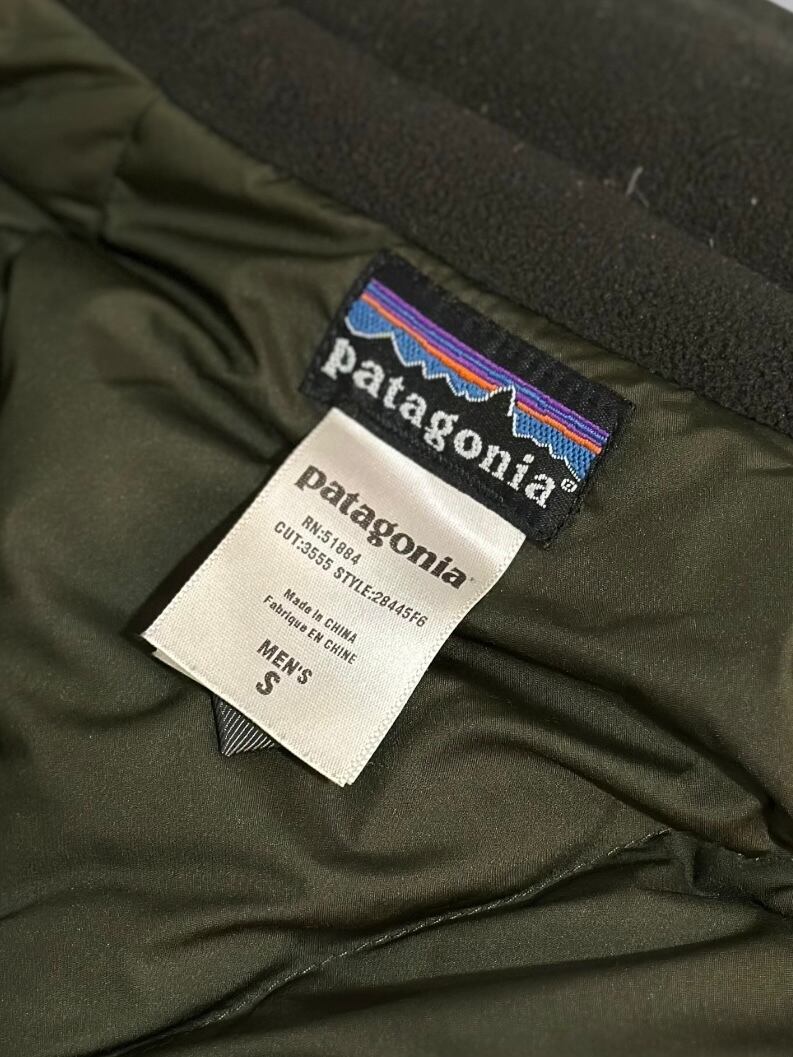 patagonia®
patagonia
RN:51884
CUT:3555 STYLE:28445F6
Made in CHINA
Fabrique EN CHINE
MEN'S
S